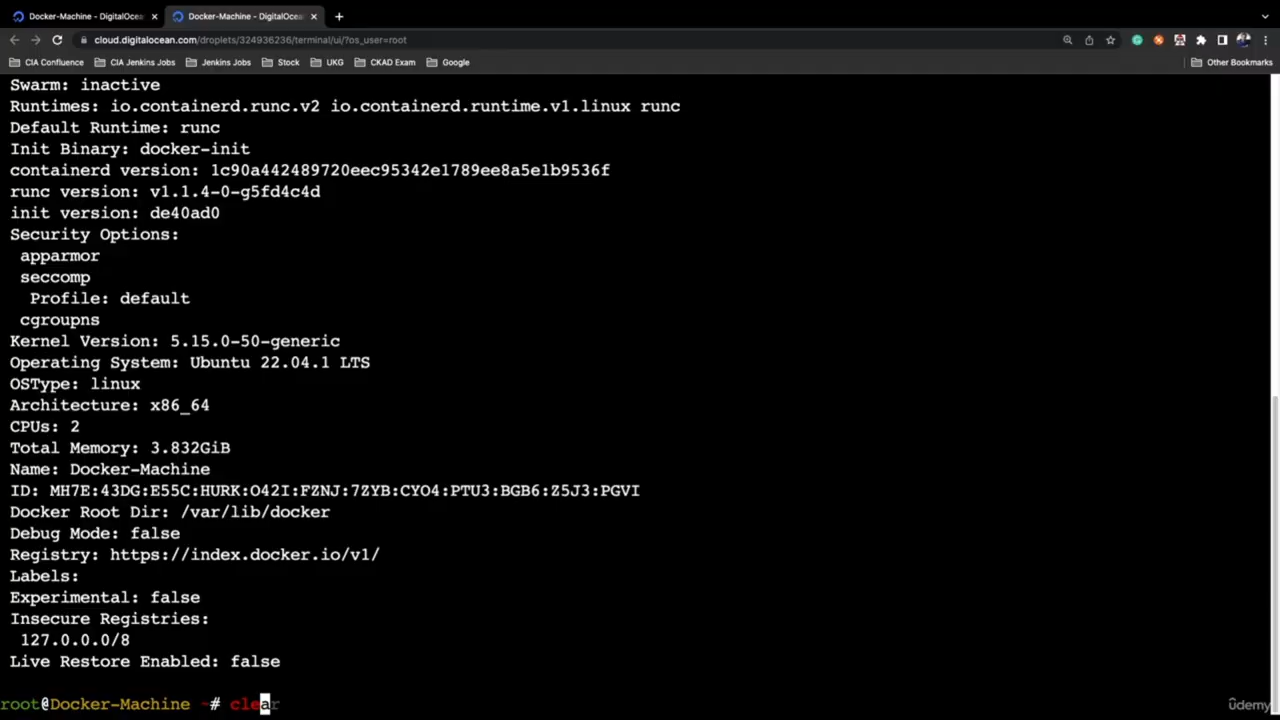 Docker-Machine - DigitalOcea
Docker-Machine - DigitalOcea
cloud.digitalocean.com/droplets/324936236/terminal/ui/?os_user=root
CIA Confluence
CIA Jenkins Jobs
Jenkins Jobs
Stock
UKG
CKAD Exam
Google
Other Bookmarks
Swarm: inactive
Runtimes: io.containerd.runc.v2 io.containerd.runtime.v1.linux runc
Default Runtime: runc
Init Binary: docker-init
containerd version: 1c90a442489720eec95342e1789ee8a5e1b9536f
runc version: v1.1.4-0-g5fd4c4d
init version: de40ad0
Security Options:
apparmor
seccomp
Profile: default
cgroupns
Kernel Version: 5.15.0-50-generic
Operating System: Ubuntu 22.04.1 LTS
OSType: linux
Architecture: x86_64
CPUs: 2
Total Memory: 3.832GiB
Name: Docker-Machine
ID: MH7E:43DG:E55C:HURK:O42I:FZNJ:7ZYB:CYO4:PTU3:BGB6:Z5J3:PGVI
Docker Root Dir: /var/lib/docker
Debug Mode: false
Registry: https://index.docker.io/v1/
Labels:
Experimental: false
Insecure Registries:
127.0.0.0/8
Live Restore Enabled: false
root@Docker-Machine ~# clear
ûdemy